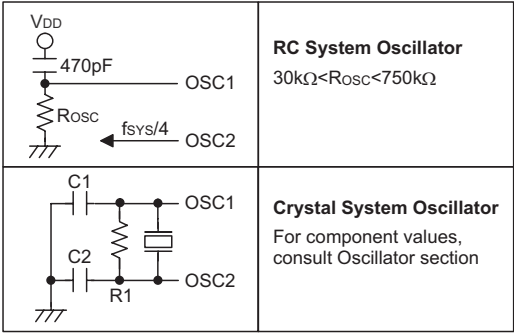 VDD
470pF
OSC1
ROSC
fSYS/4
OSC2
RC System Oscillator
30kΩ<ROSC<750kΩ
C1
OSC1
C2
R1
OSC2
Crystal System Oscillator
For component values,
consult Oscillator section